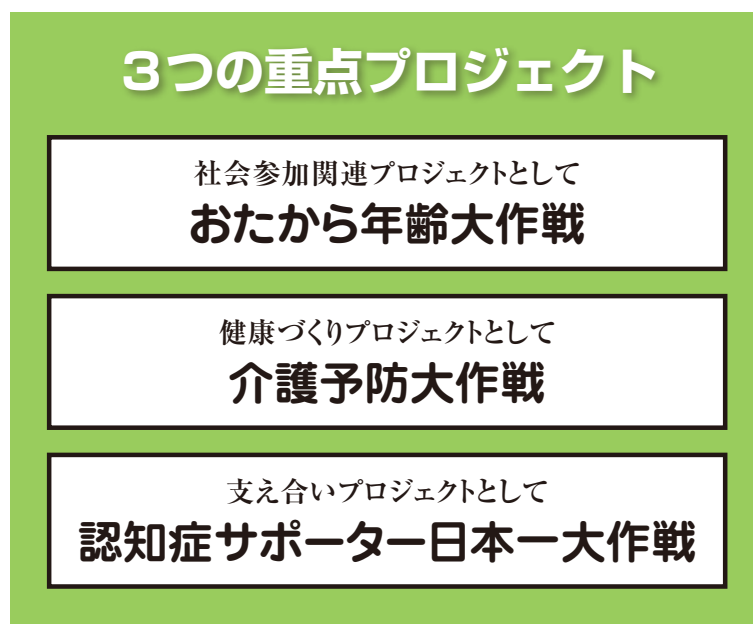 3つの重点プロジェクト
社会参加関連プロジェクトとして
おたから年齢大作戦
健康づくりプロジェクトとして
介護予防大作戦
支え合いプロジェクトとして
認知症サポーター日本一大作戦